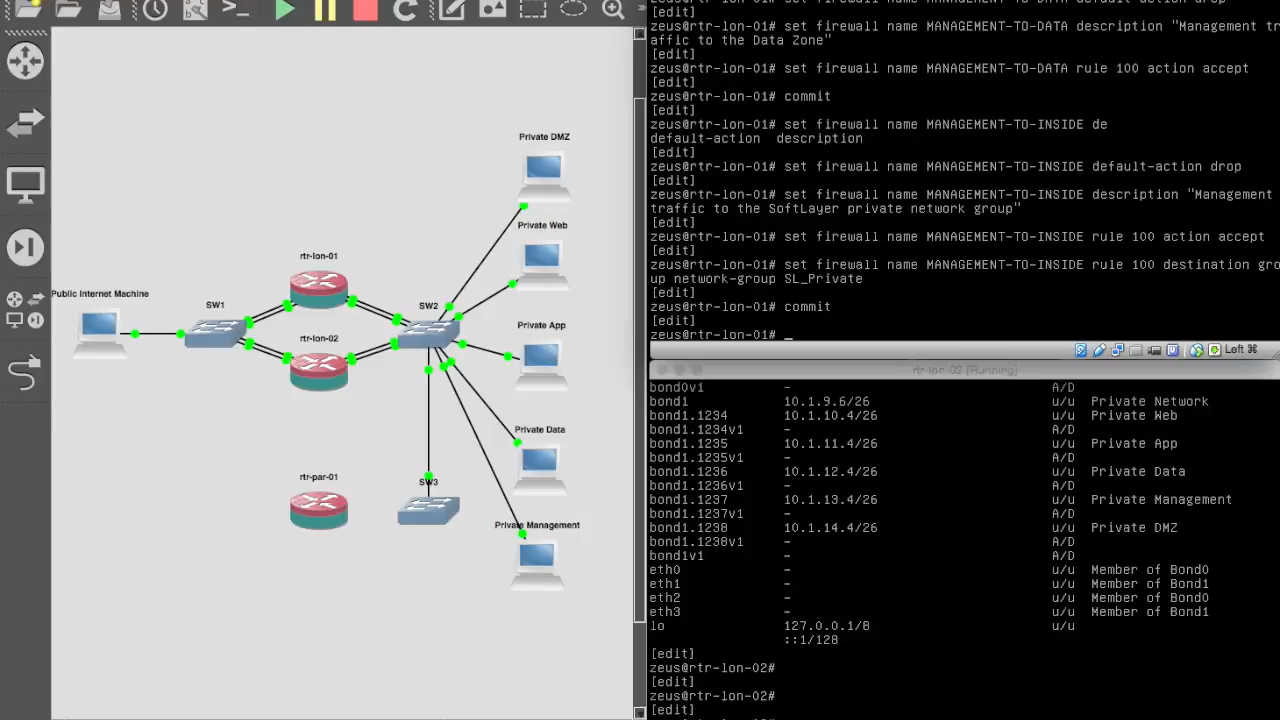 Private DMZ
Private Web
rtr-lon-01
Public Internet Machine
SW1
SW2
Private App
rtr-lon-02
Private Data
rtr-par-01
SW3
Private Management
[edit]
zeus@rtr-lon-01# set firewall name MANAGEMENT-TO-DATA description "Management tr
affic to the Data Zone"
[edit]
zeus@rtr-lon-01# set firewall name MANAGEMENT-TO-DATA rule 100 action accept
[edit]
zeus@rtr-lon-01# commit
[edit]
zeus@rtr-lon-01# set firewall name MANAGEMENT-TO-INSIDE de
default-action  description
[edit]
zeus@rtr-lon-01# set firewall name MANAGEMENT-TO-INSIDE default-action drop
[edit]
zeus@rtr-lon-01# set firewall name MANAGEMENT-TO-INSIDE description "Management
traffic to the SoftLayer private network group"
[edit]
zeus@rtr-lon-01# set firewall name MANAGEMENT-TO-INSIDE rule 100 action accept
[edit]
zeus@rtr-lon-01# set firewall name MANAGEMENT-TO-INSIDE rule 100 destination gro
up network-group SL_Private
[edit]
zeus@rtr-lon-01# commit
[edit]
zeus@rtr-lon-01# _
Left ⌘
rtr-lon-02 [Running]
bond0v1 - A/D
bond1 10.1.9.6/26 u/u Private Network
bond1.1234 10.1.10.4/26 u/u Private Web
bond1.1234v1 - A/D
bond1.1235 10.1.11.4/26 u/u Private App
bond1.1235v1 - A/D
bond1.1236 10.1.12.4/26 u/u Private Data
bond1.1236v1 - A/D
bond1.1237 10.1.13.4/26 u/u Private Management
bond1.1237v1 - A/D
bond1.1238 10.1.14.4/26 u/u Private DMZ
bond1.1238v1 - A/D
bond1v1 - A/D
eth0 - u/u Member of Bond0
eth1 - u/u Member of Bond1
eth2 - u/u Member of Bond0
eth3 - u/u Member of Bond1
lo 127.0.0.1/8 u/u
::1/128
[edit]
zeus@rtr-lon-02#
[edit]
zeus@rtr-lon-02#
[edit]